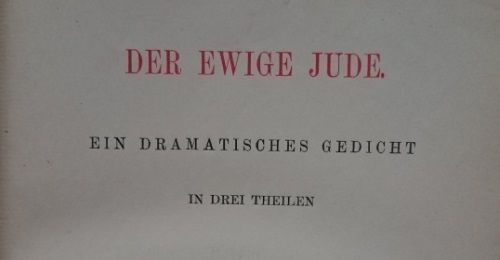 DER EWIGE JUDE.
EIN DRAMATISCHES GEDICHT
IN DREI THEILEN